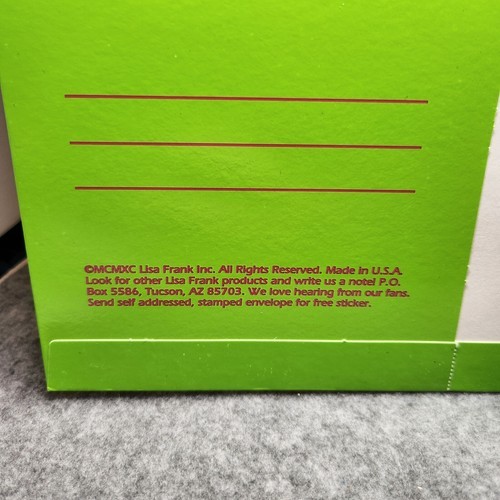 ©MCMXC Lisa Frank Inc. All Rights Reserved. Made in U.S.A.
Look for other Lisa Frank products and write us a note! P.O.
Box 5586, Tucson, AZ 85703. We love hearing from our fans.
Send self addressed, stamped envelope for free sticker.